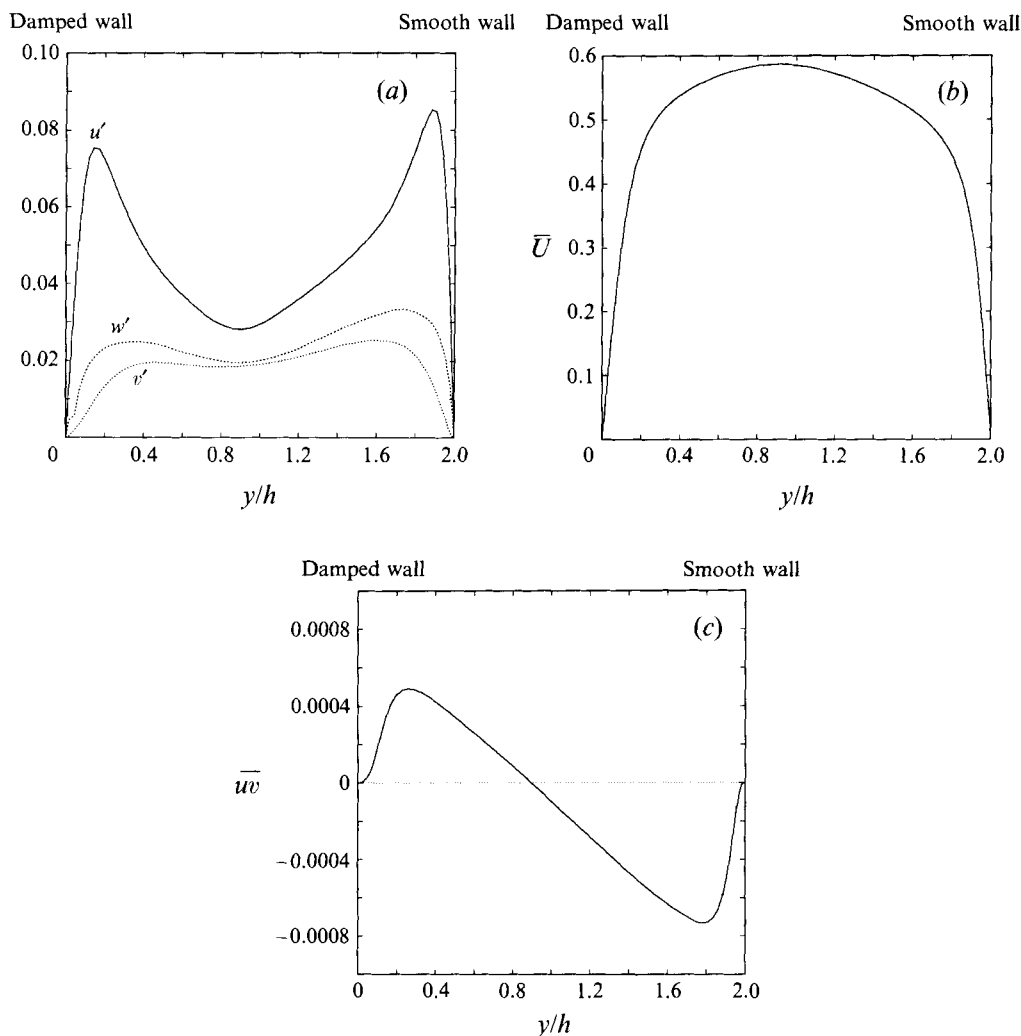 Damped wall Smooth wall
0.10
(a)
u′
0.08
0.06
0.04
w′
0.02
v′
0 0.4 0.8 1.2 1.6 2.0
y/h
Damped wall Smooth wall
0.6
(b)
0.5
0.4
0.3
U̅
0.2
0.1
0 0.4 0.8 1.2 1.6 2.0
y/h
Damped wall Smooth wall
(c)
0.0008
0.0004
0
u̅v̅
−0.0004
−0.0008
0 0.4 0.8 1.2 1.6 2.0
y/h